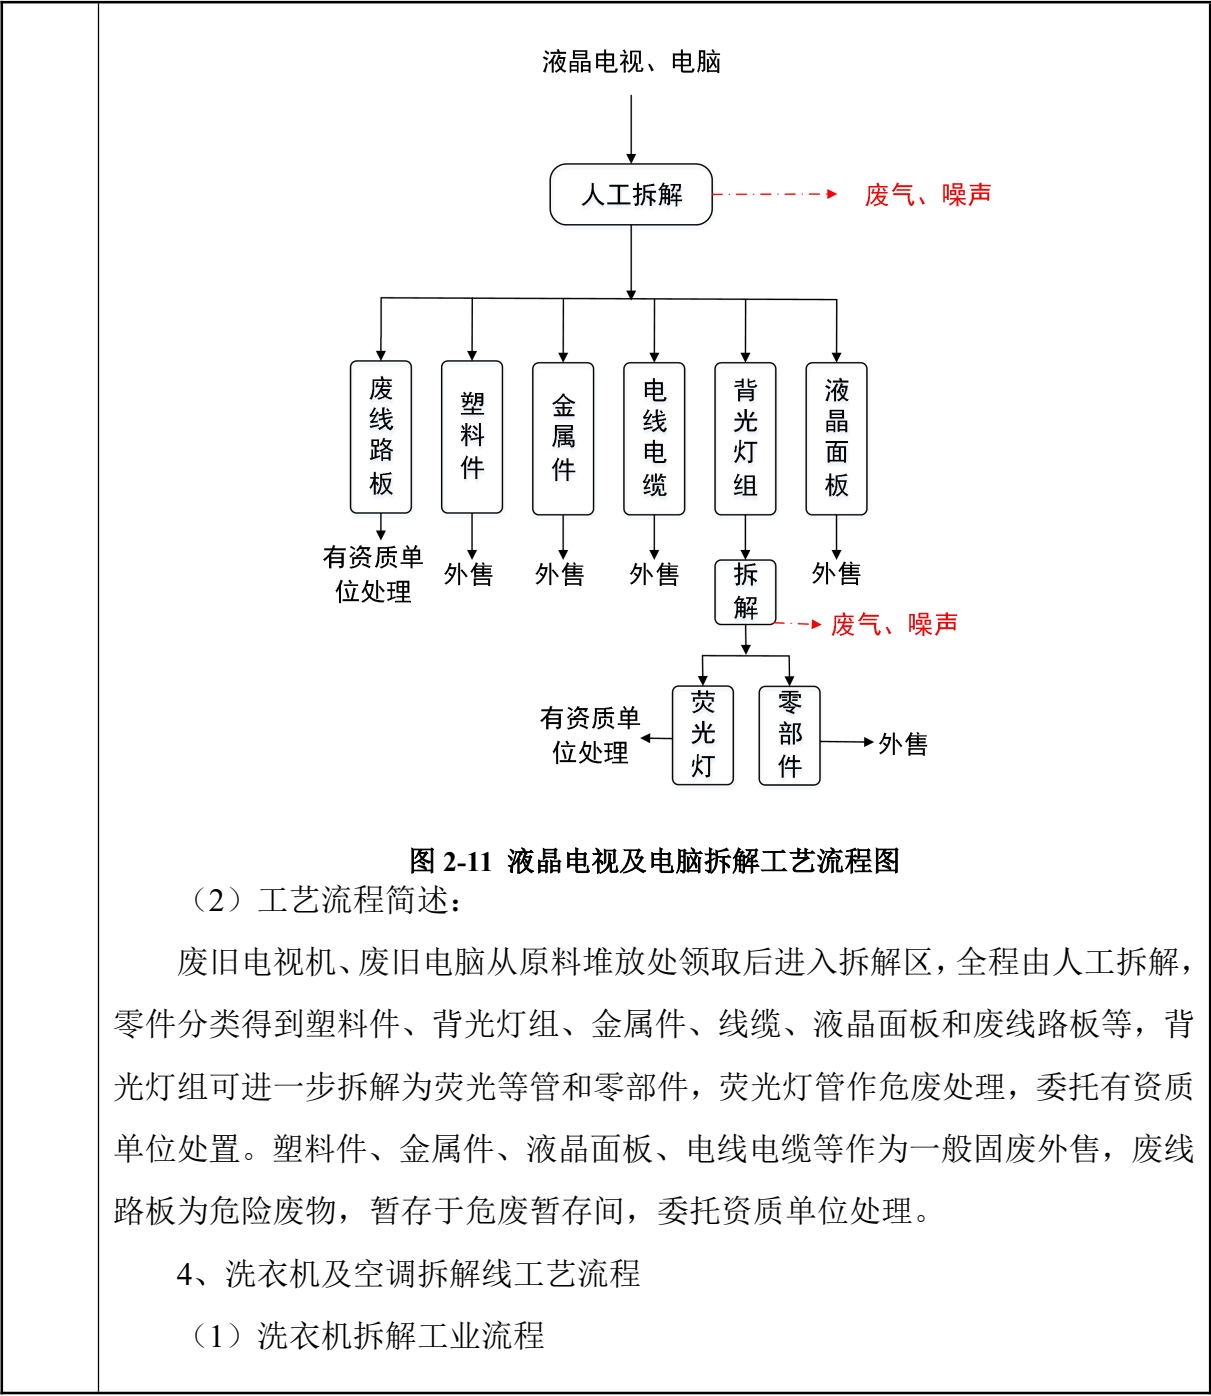 液晶电视、电脑
人工拆解
废气、噪声
废线路板
塑料件
金属件
电线电缆
背光灯组
液晶面板
有资质单
位处理
外售
外售
外售
拆解
外售
废气、噪声
荧光灯
零部件
有资质单
位处理
外售
图 2-11 液晶电视及电脑拆解工艺流程图
（2）工艺流程简述：
废旧电视机、废旧电脑从原料堆放处领取后进入拆解区，全程由人工拆解，
零件分类得到塑料件、背光灯组、金属件、线缆、液晶面板和废线路板等，背
光灯组可进一步拆解为荧光等管和零部件，荧光灯管作危废处理，委托有资质
单位处置。塑料件、金属件、液晶面板、电线电缆等作为一般固废外售，废线
路板为危险废物，暂存于危废暂存间，委托资质单位处理。
4、洗衣机及空调拆解线工艺流程
（1）洗衣机拆解工业流程